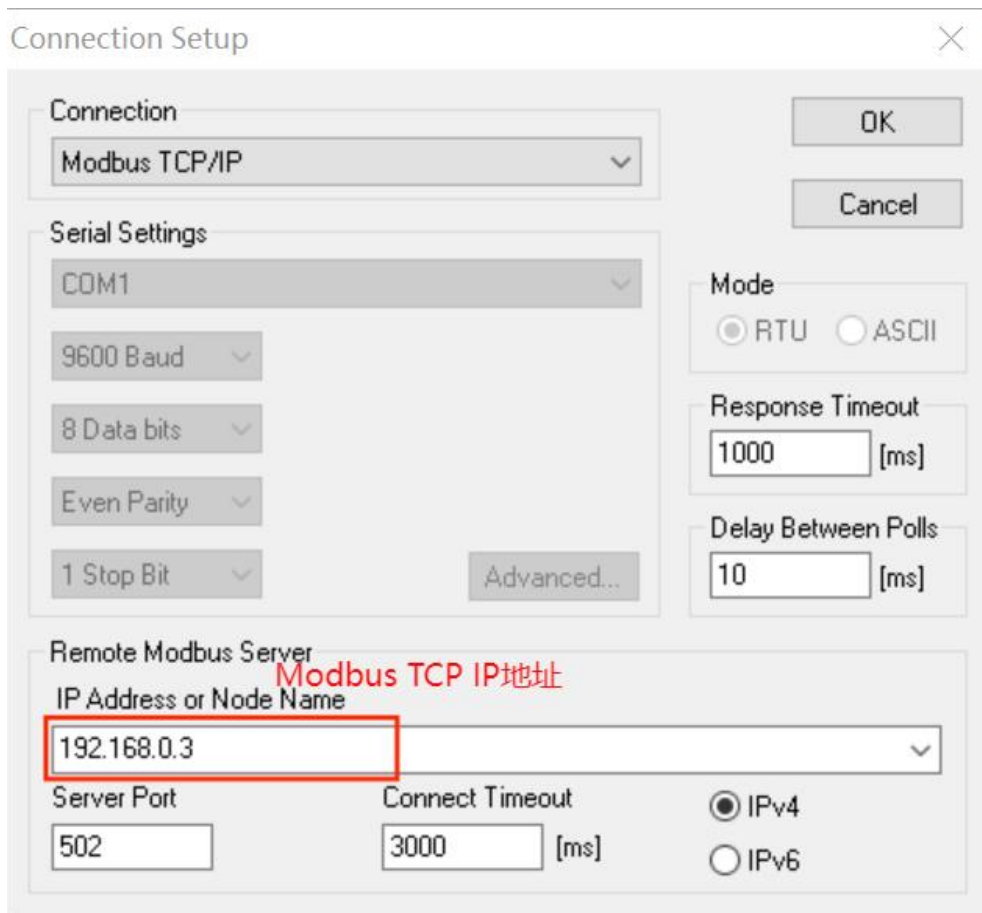 Connection Setup
Connection
OK
Modbus TCP/IP
Cancel
Serial Settings
COM1
Mode
RTU
ASCII
9600 Baud
Response Timeout
8 Data bits
1000
[ms]
Even Parity
Delay Between Polls
1 Stop Bit
Advanced...
10
[ms]
Remote Modbus Server
Modbus TCP IP地址
IP Address or Node Name
192.168.0.3
Server Port
Connect Timeout
IPv4
502
3000
[ms]
IPv6